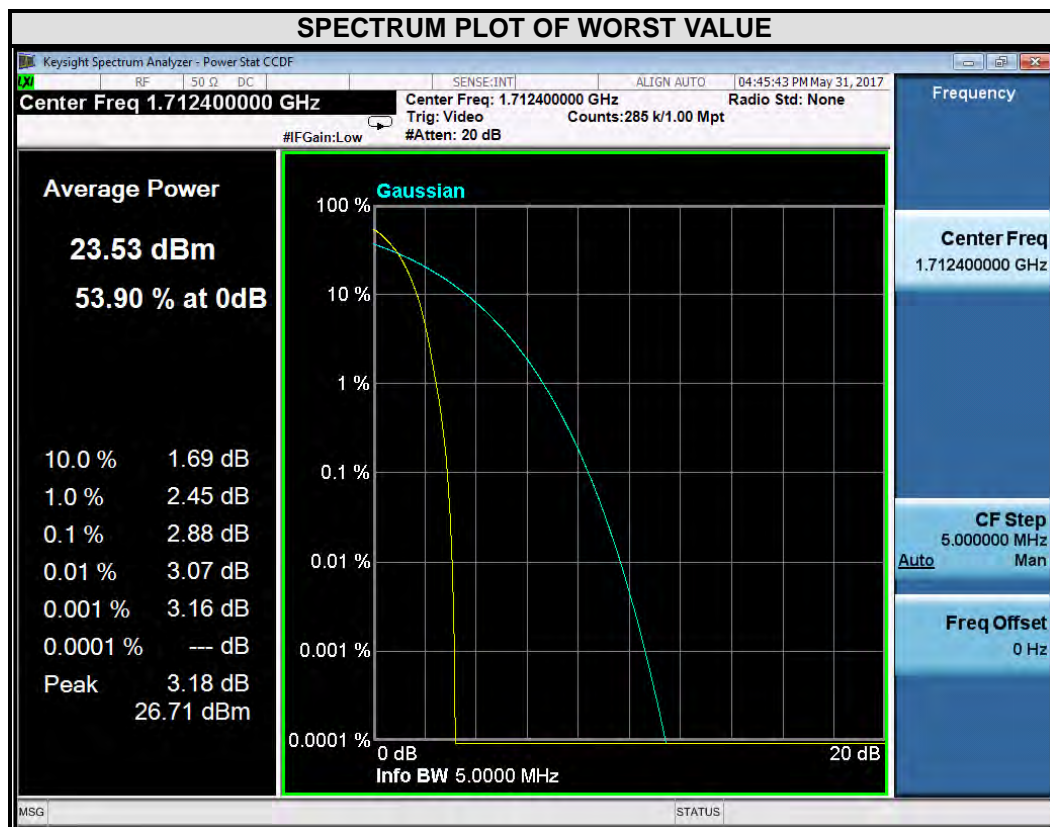 SPECTRUM PLOT OF WORST VALUE
Keysight Spectrum Analyzer - Power Stat CCDF
LXI RF 50 Ω DC SENSE:INT ALIGN AUTO 04:45:43 PM May 31, 2017
Center Freq 1.712400000 GHz
Center Freq: 1.712400000 GHz Radio Std: None
Trig: Video Counts:285 k/1.00 Mpt
#IFGain:Low #Atten: 20 dB
Frequency
Average Power
23.53 dBm
53.90 % at 0dB
10.0 % 1.69 dB
1.0 % 2.45 dB
0.1 % 2.88 dB
0.01 % 3.07 dB
0.001 % 3.16 dB
0.0001 % --- dB
Peak 3.18 dB
26.71 dBm
Gaussian
100 %
10 %
1 %
0.1 %
0.01 %
0.001 %
0.0001 %
0 dB 20 dB
Info BW 5.0000 MHz
Center Freq
1.712400000 GHz
CF Step
5.000000 MHz
Auto Man
Freq Offset
0 Hz
MSG STATUS